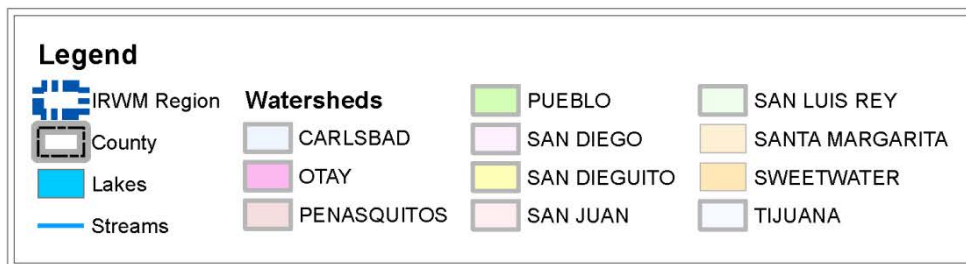 Legend
IRWM Region
County
Lakes
Streams
Watersheds
CARLSBAD
OTAY
PENASQUITOS
PUEBLO
SAN DIEGO
SAN DIEGUITO
SAN JUAN
SAN LUIS REY
SANTA MARGARITA
SWEETWATER
TIJUANA